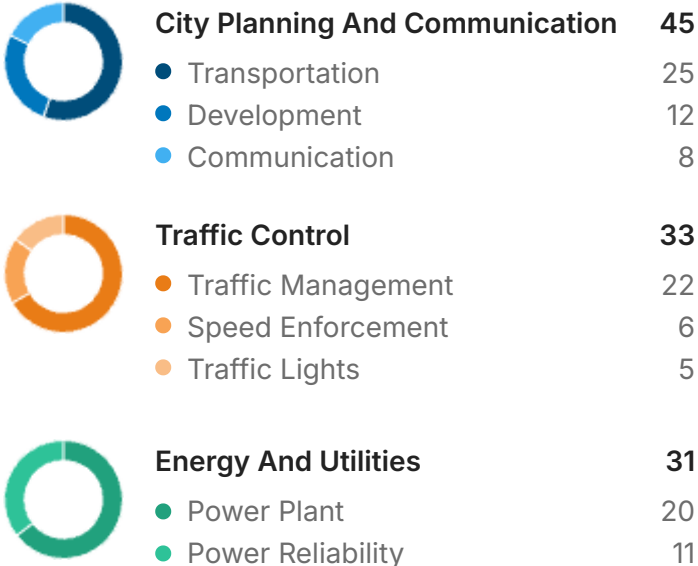 City Planning And Communication 45
Transportation 25
Development 12
Communication 8
Traffic Control 33
Traffic Management 22
Speed Enforcement 6
Traffic Lights 5
Energy And Utilities 31
Power Plant 20
Power Reliability 11